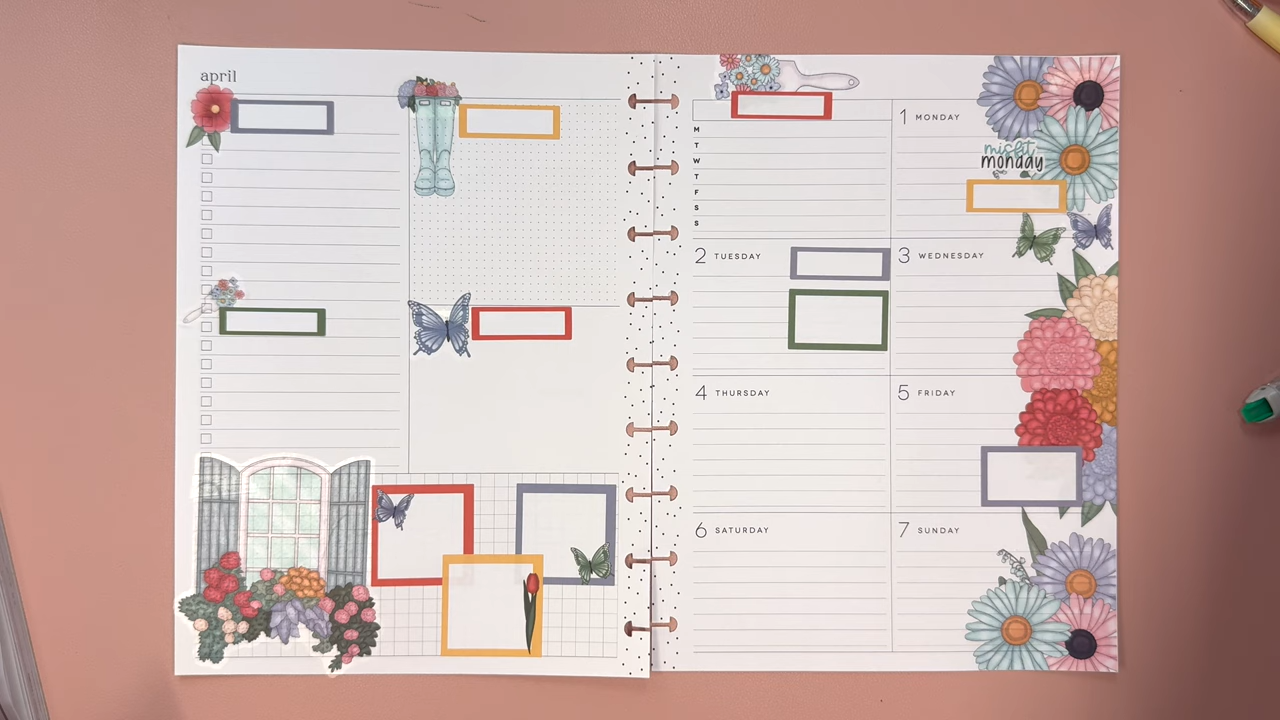 april
M
T
W
T
F
S
S
1 MONDAY
misfit
monday
2 TUESDAY
3 WEDNESDAY
4 THURSDAY
5 FRIDAY
6 SATURDAY
7 SUNDAY